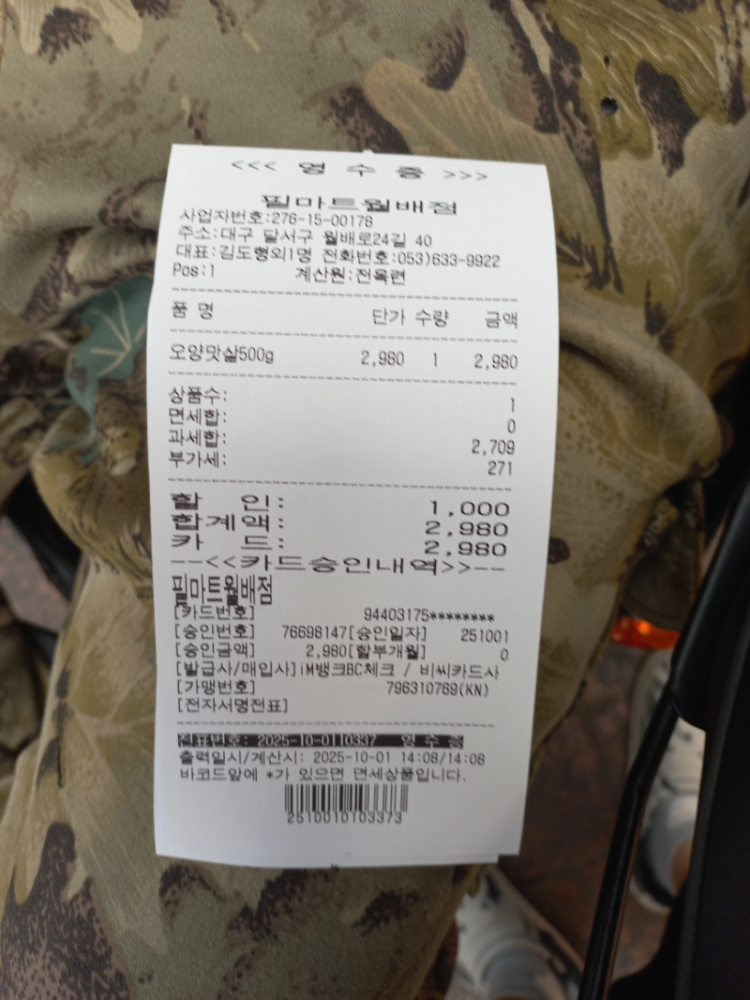 <<< 영 수 증 >>>
필마트월배점
사업자번호:276-15-00178
주소:대구 달서구 월배로24길 40
대표:김도형외1명 전화번호:053)633-9922
Pos:1 계산원:전옥련
품 명 단가 수량 금액
오양맛살500g 2,980 1 2,980
상품수: 1
면세합: 0
과세합: 2,709
부가세: 271
할 인: 1,000
합계액: 2,980
카 드: 2,980
--<<카드승인내역>>--
필마트월배점
[카드번호] 94403175********
[승인번호] 76698147[승인일자] 251001
[승인금액] 2,980[할부개월] 0
[발급사/매입사]iM뱅크BC체크 / 비씨카드사
[가맹번호] 796310769(KN)
[전자서명전표]
전표번호: 2025-10-0110337 영 수 증
출력일시/계산시: 2025-10-01 14:08/14:08
바코드앞에 *가 있으면 면세상품입니다.
2510010103373